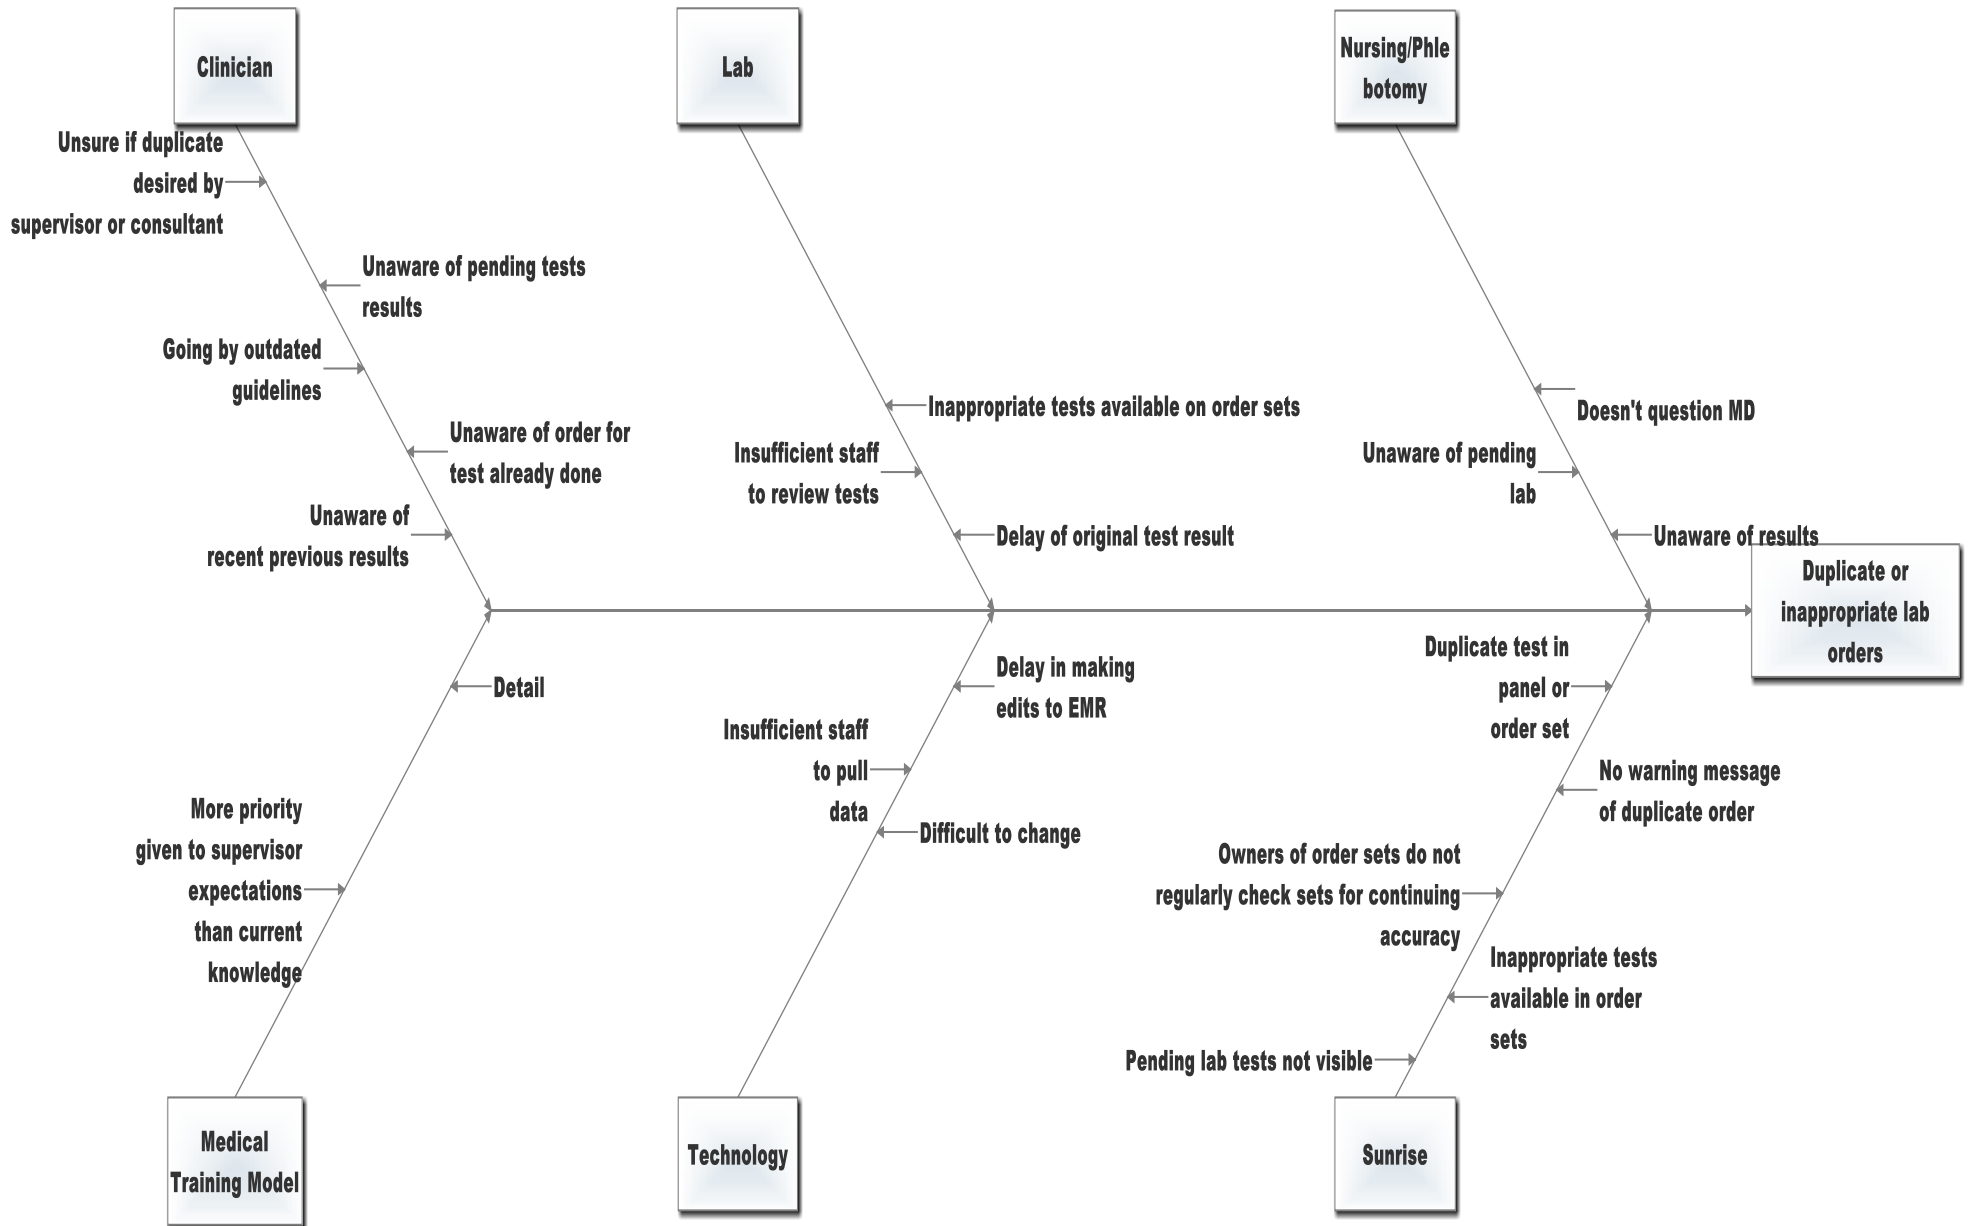 Clinician
Lab
Nursing/Phle
botomy
Unsure if duplicate
desired by
supervisor or consultant
Unaware of pending tests
results
Going by outdated
guidelines
Unaware of order for
test already done
Unaware of
recent previous results
Inappropriate tests available on order sets
Insufficient staff
to review tests
Delay of original test result
Doesn't question MD
Unaware of pending
lab
Unaware of results
Duplicate or
inappropriate lab
orders
Detail
More priority
given to supervisor
expectations
than current
knowledge
Delay in making
edits to EMR
Insufficient staff
to pull
data
Difficult to change
Duplicate test in
panel or
order set
No warning message
of duplicate order
Owners of order sets do not
regularly check sets for continuing
accuracy
Inappropriate tests
available in order
sets
Pending lab tests not visible
Medical
Training Model
Technology
Sunrise